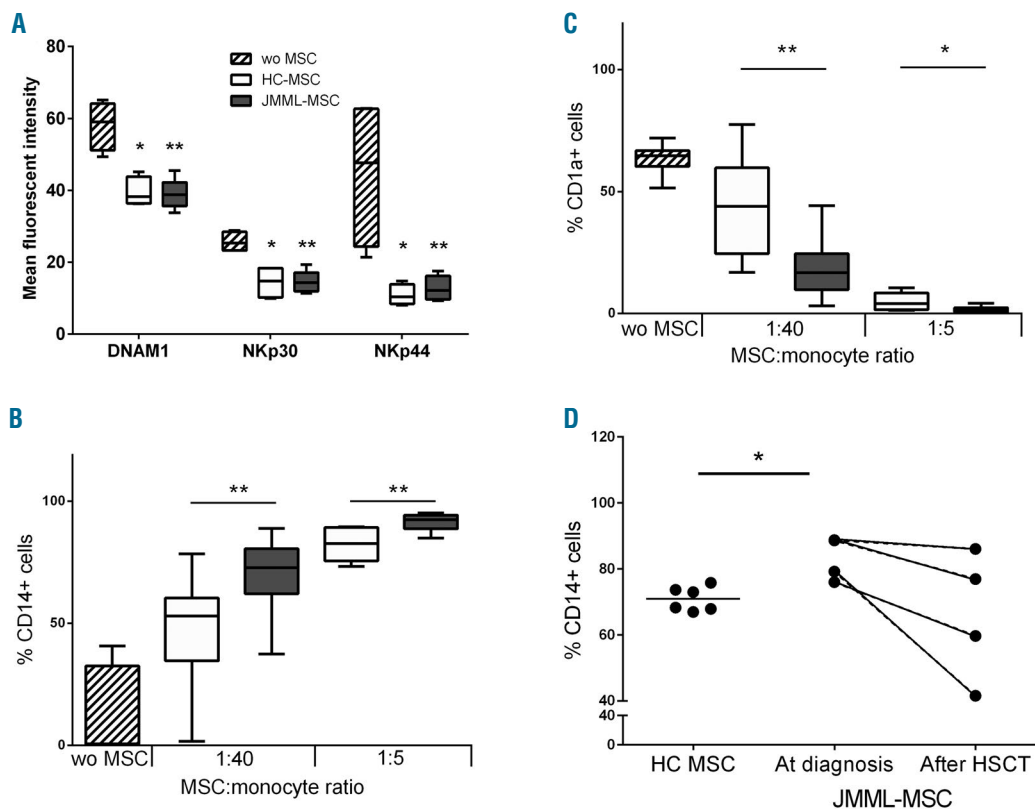 A
Mean fluorescent intensity
80
60
40
20
0
wo MSC
HC-MSC
JMML-MSC
* **
* **
* **
DNAM1 NKp30 NKp44
B
% CD14+ cells
100
50
0
**
**
wo MSC 1:40 1:5
MSC:monocyte ratio
C
% CD1a+ cells
100
50
0
**
*
wo MSC 1:40 1:5
MSC:monocyte ratio
D
% CD14+ cells
120
100
80
60
40
40
0
*
HC MSC At diagnosis After HSCT
JMML-MSC